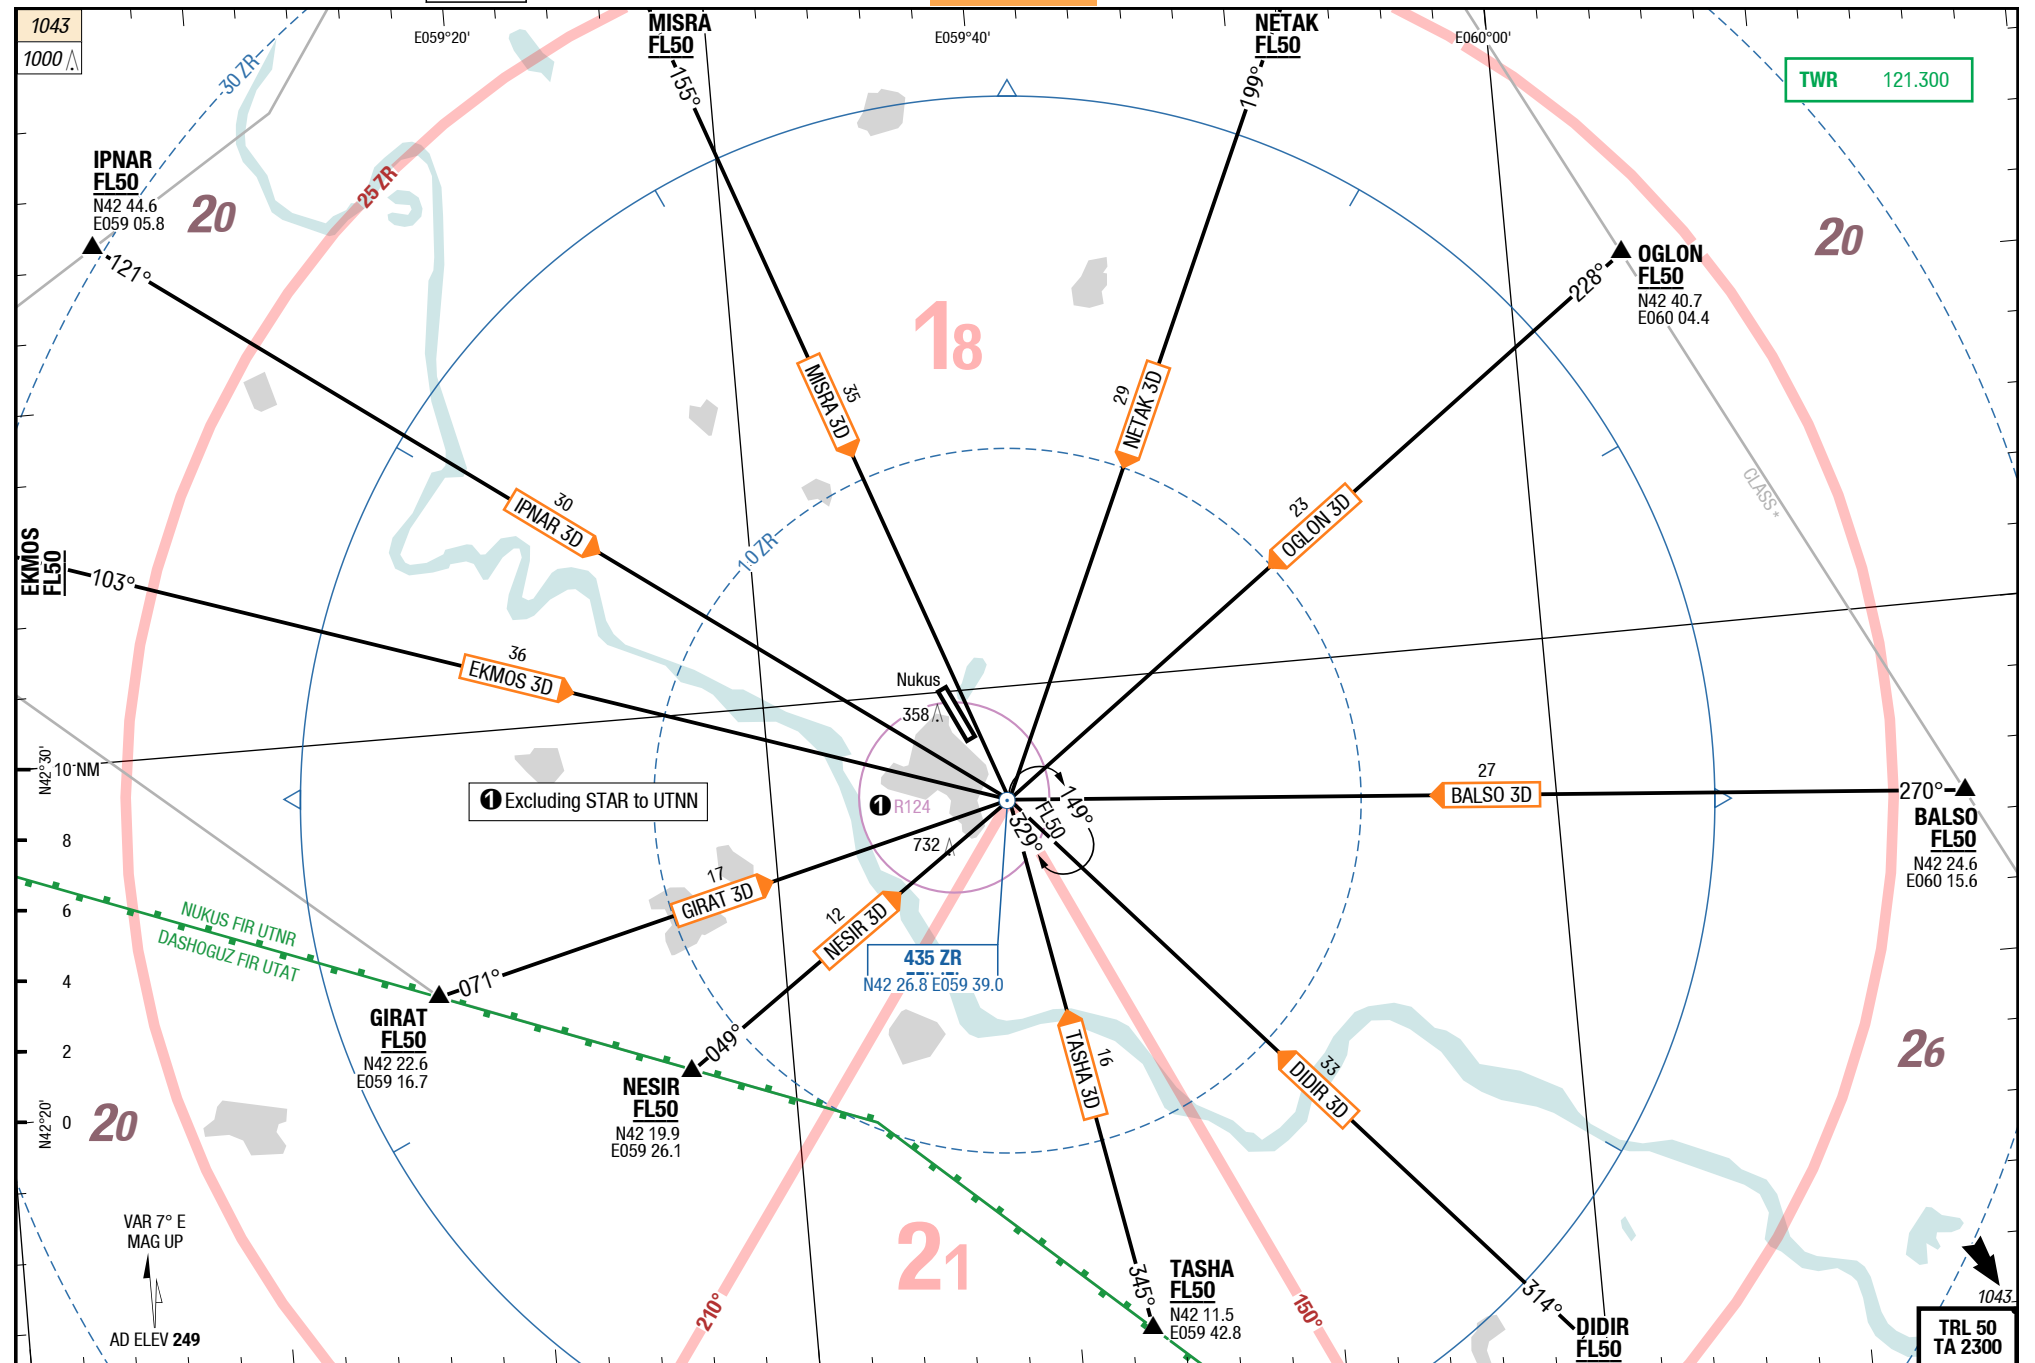 1043
1000
E059°20'
MISRA
FL50
E059°40'
NETAK
FL50
E060°00'
TWR 121.300
30 ZR
155°
199°
IPNAR
FL50
N42 44.6
E059 05.8
20
25 ZR
20
121°
OGLON
FL50
N42 40.7
E060 04.4
228°
18
35
MISRA 3D
29
NETAK 3D
CLASS *
30
IPNAR 3D
23
OGLON 3D
10 ZR
EKMOS
FL50
103°
36
EKMOS 3D
Nukus
358
N42°30'
10 NM
27
BALSO 3D
270°
BALSO
FL50
N42 24.6
E060 15.6
1 Excluding STAR to UTNN
1 R124
149°
FL50
329°
732
8
6
4
2
0
17
GIRAT 3D
12
NESIR 3D
NUKUS FIR UTNR
DASHOGUZ FIR UTAT
435 ZR
N42 26.8 E059 39.0
071°
GIRAT
FL50
N42 22.6
E059 16.7
049°
NESIR
FL50
N42 19.9
E059 26.1
16
TASHA 3D
33
DIDIR 3D
26
N42°20'
20
21
VAR 7° E
MAG UP
AD ELEV 249
210°
345°
TASHA
FL50
N42 11.5
E059 42.8
150°
314°
DIDIR
FL50
1043
TRL 50
TA 2300